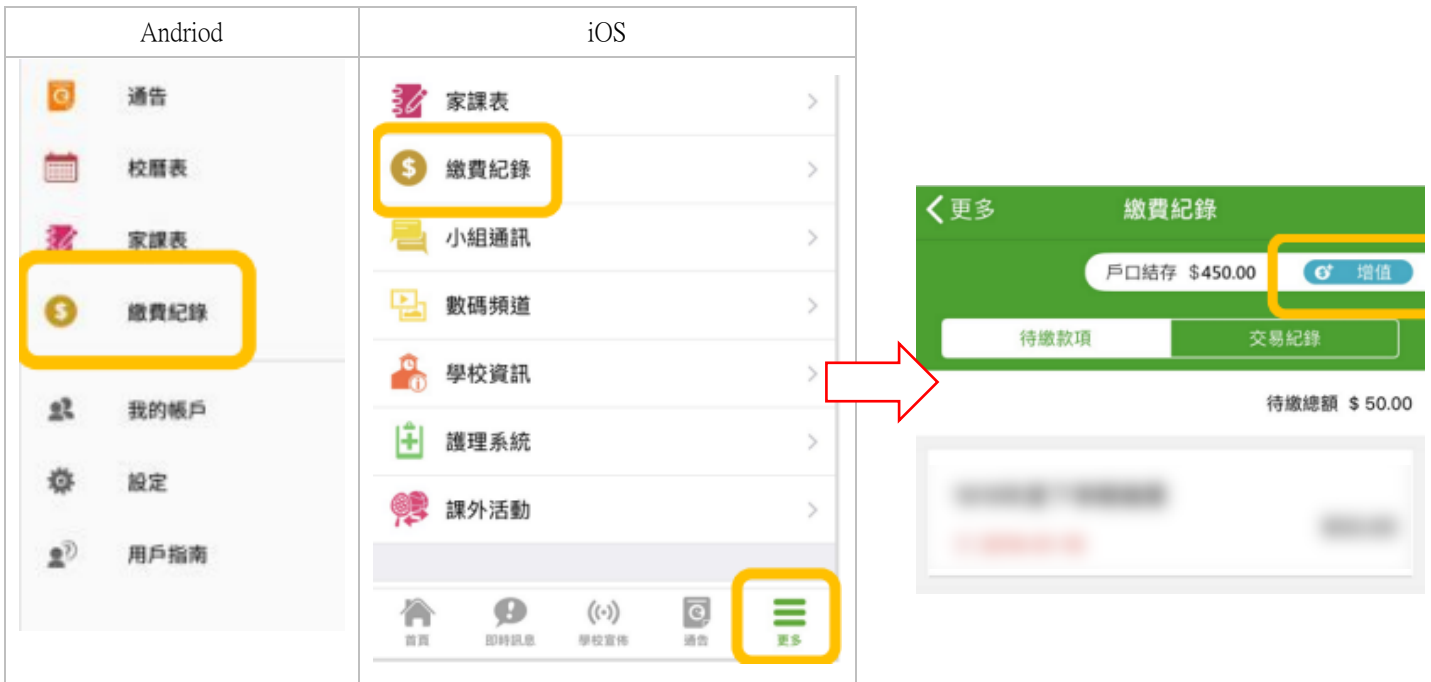 Andriod
通告
校曆表
家課表
繳費紀錄
我的帳戶
設定
用戶指南
iOS
家課表
繳費紀錄
小組通訊
數碼頻道
學校資訊
護理系統
課外活動
首頁
即時訊息
學校宣佈
通告
更多
更多
繳費紀錄
戶口結存 $450.00
增值
待繳款項
交易紀錄
待繳總額 $ 50.00